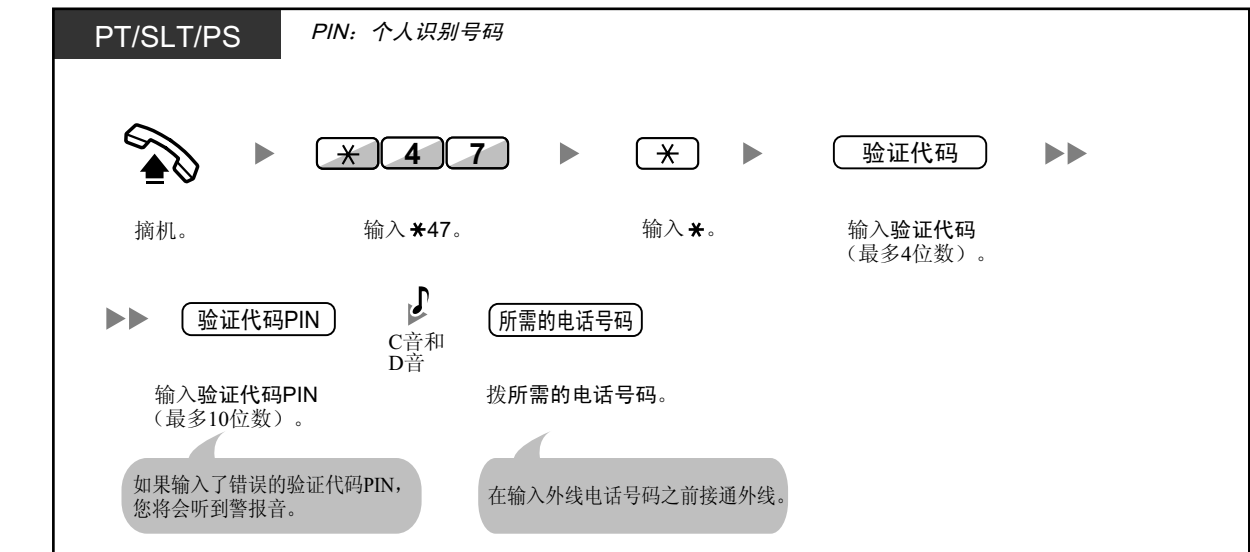 PT/SLT/PS
PIN：个人识别号码
✳ 4 7
✳
验证代码
摘机。
输入✳47。
输入✳。
输入验证代码
（最多4位数）。
验证代码PIN
C音和
D音
所需的电话号码
输入验证代码PIN
（最多10位数）。
拨所需的电话号码。
如果输入了错误的验证代码PIN，
您将会听到警报音。
在输入外线电话号码之前接通外线。